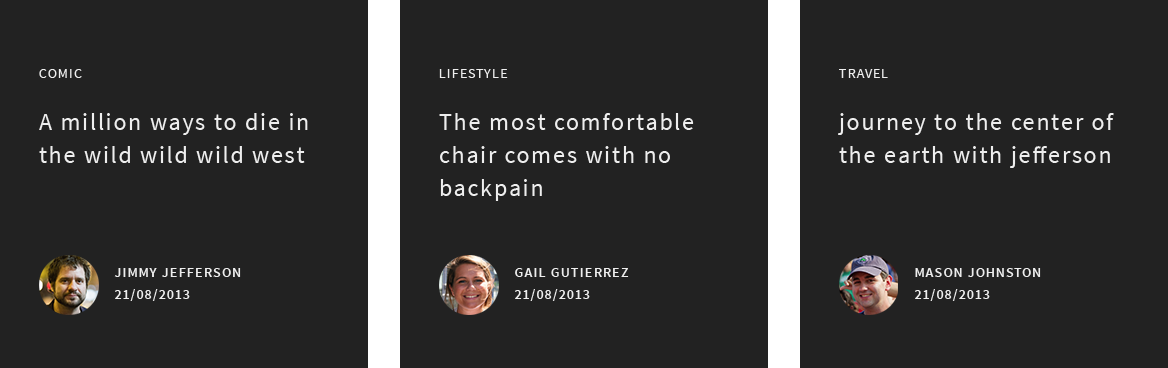 COMIC
A million ways to die in
the wild wild wild west
JIMMY JEFFERSON
21/08/2013
LIFESTYLE
The most comfortable
chair comes with no
backpain
GAIL GUTIERREZ
21/08/2013
TRAVEL
journey to the center of
the earth with jefferson
MASON JOHNSTON
21/08/2013